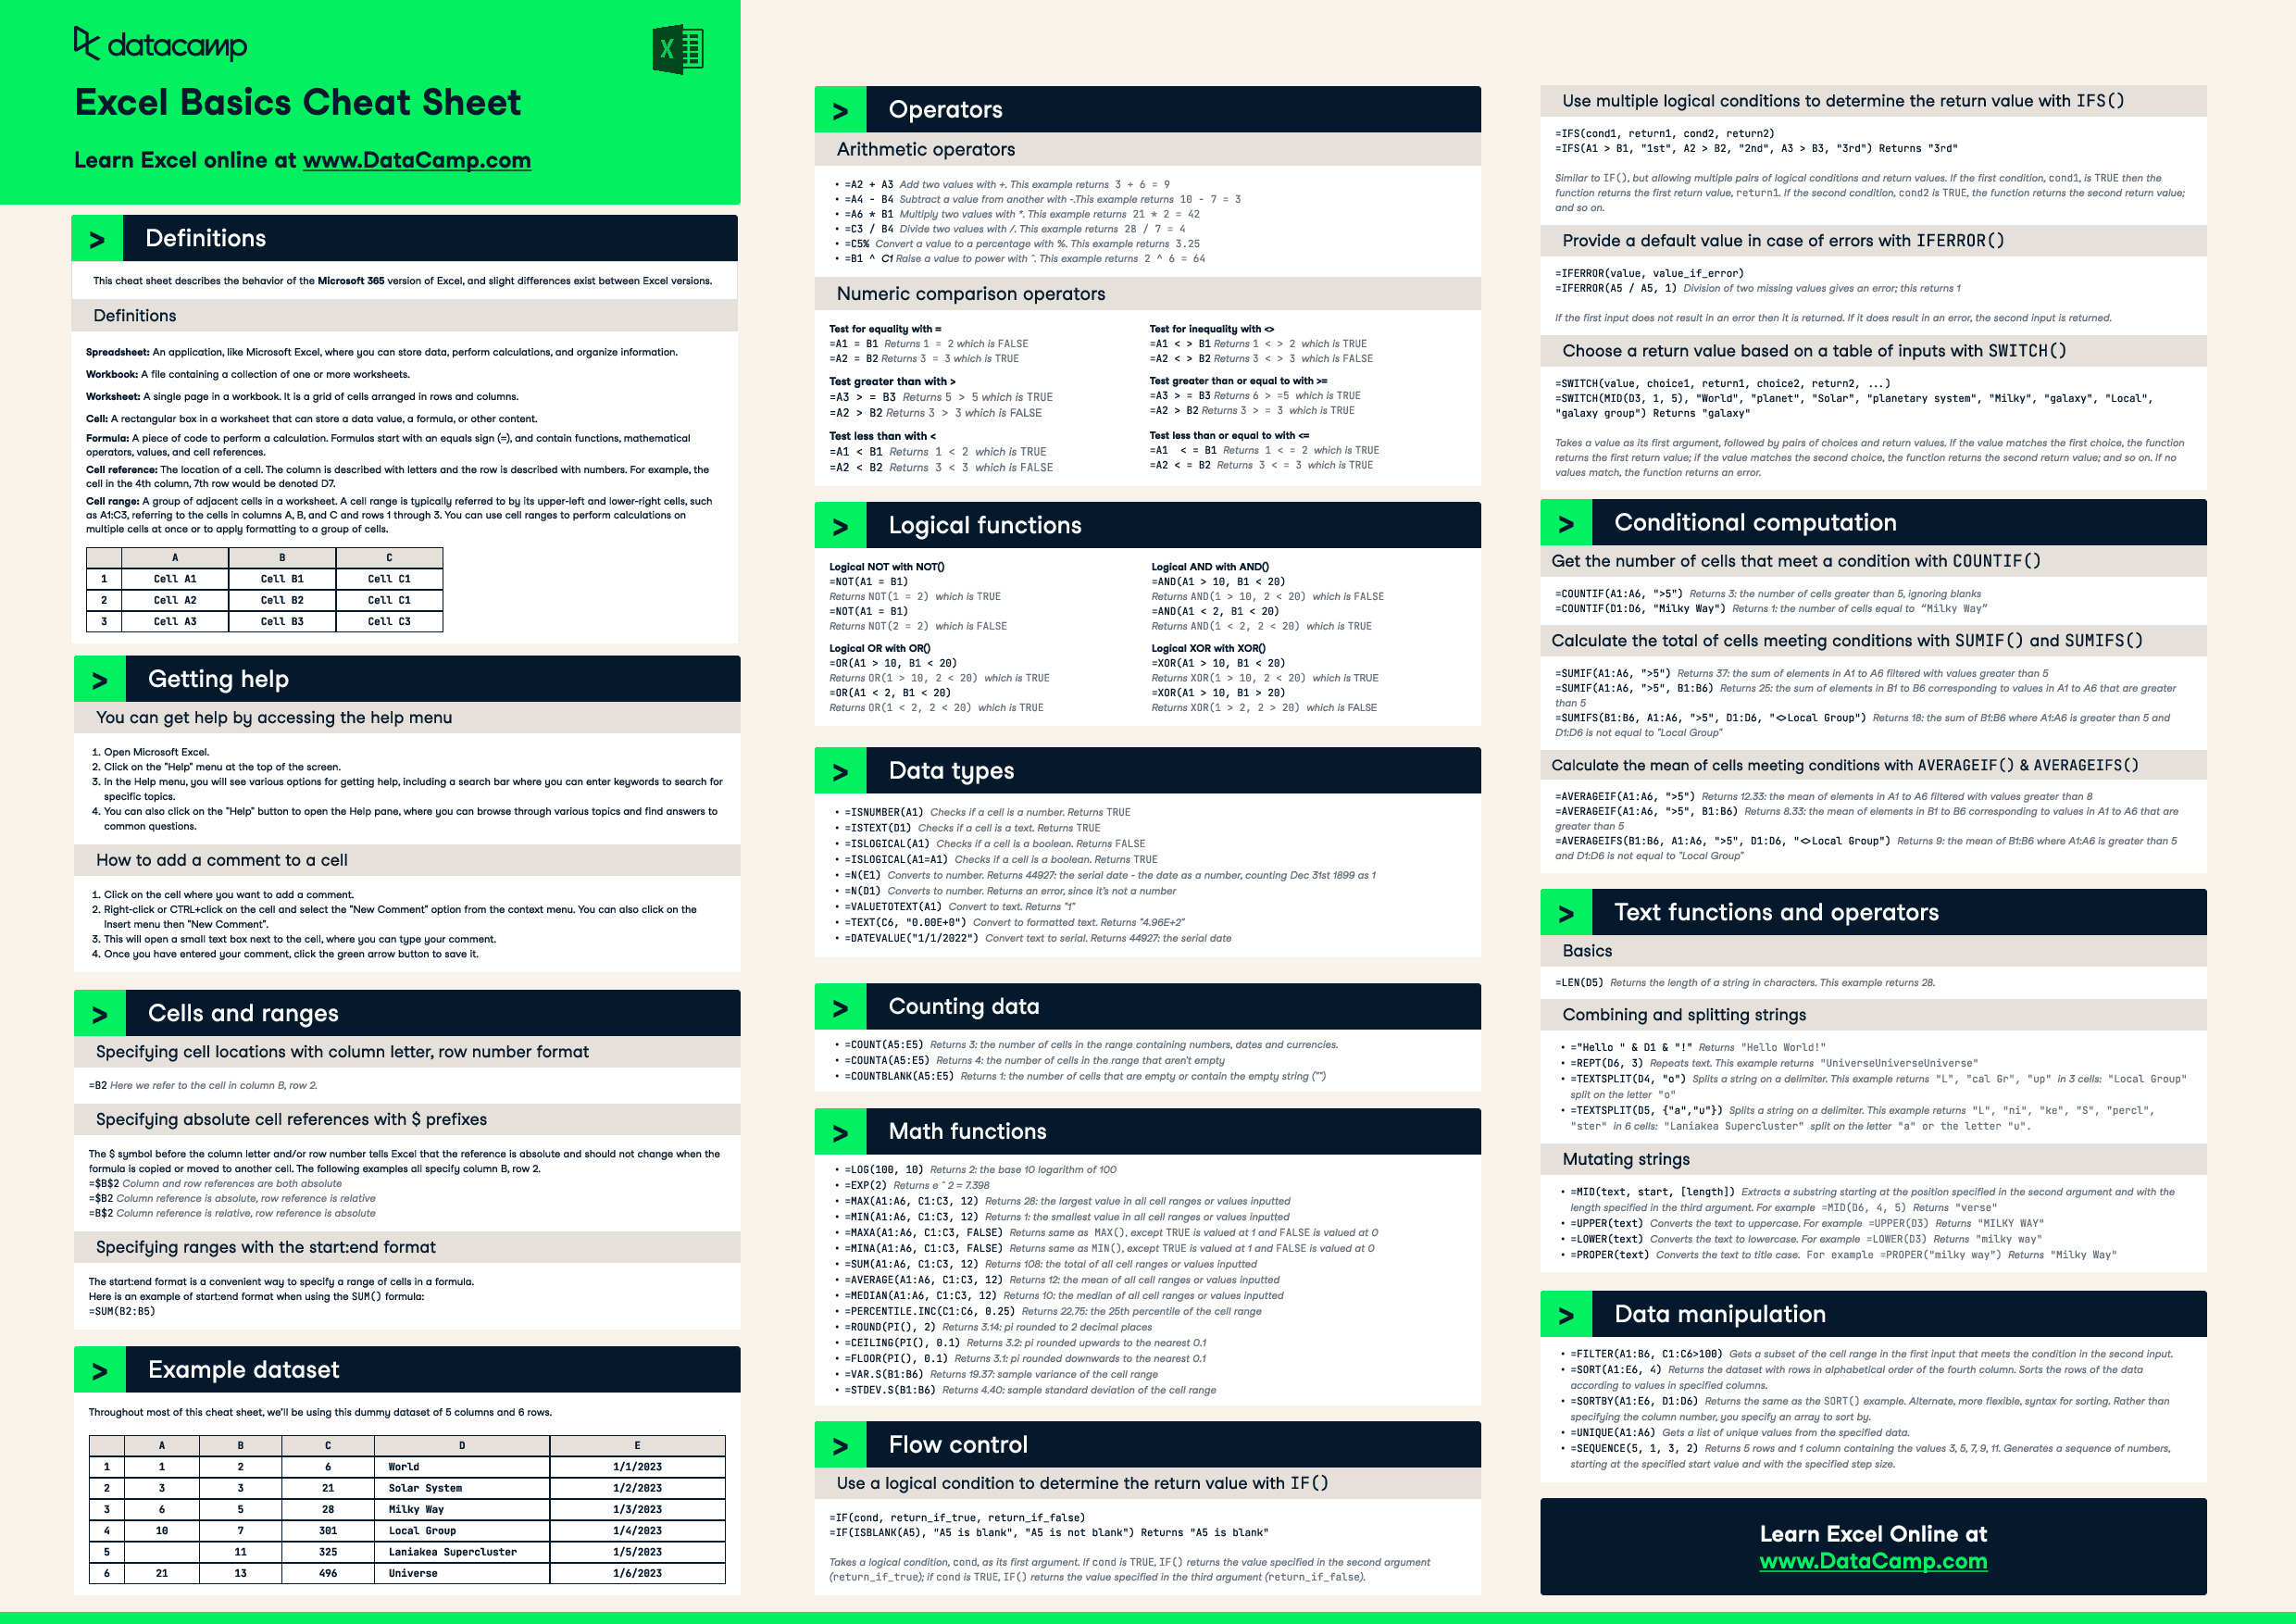 datacamp
Excel Basics Cheat Sheet
Learn Excel online at www.DataCamp.com
> Definitions
This cheat sheet describes the behavior of the Microsoft 365 version of Excel, and slight differences exist between Excel versions.
Definitions
Spreadsheet: An application, like Microsoft Excel, where you can store data, perform calculations, and organize information.
Workbook: A file containing a collection of one or more worksheets.
Worksheet: A single page in a workbook. It is a grid of cells arranged in rows and columns.
Cell: A rectangular box in a worksheet that can store a data value, a formula, or other content.
Formula: A piece of code to perform a calculation. Formulas start with an equals sign (=), and contain functions, mathematical
operators, values, and cell references.
Cell reference: The location of a cell. The column is described with letters and the row is described with numbers. For example, the
cell in the 4th column, 7th row would be denoted D7.
Cell range: A group of adjacent cells in a worksheet. A cell range is typically referred to by its upper-left and lower-right cells, such
as A1:C3, referring to the cells in columns A, B, and C and rows 1 through 3. You can use cell ranges to perform calculations on
multiple cells at once or to apply formatting to a group of cells.
A B C
1 Cell A1 Cell B1 Cell C1
2 Cell A2 Cell B2 Cell C1
3 Cell A3 Cell B3 Cell C3
> Getting help
You can get help by accessing the help menu
1. Open Microsoft Excel.
2. Click on the "Help" menu at the top of the screen.
3. In the Help menu, you will see various options for getting help, including a search bar where you can enter keywords to search for
specific topics.
4. You can also click on the "Help" button to open the Help pane, where you can browse through various topics and find answers to
common questions.
How to add a comment to a cell
1. Click on the cell where you want to add a comment.
2. Right-click or CTRL+click on the cell and select the "New Comment" option from the context menu. You can also click on the
Insert menu then "New Comment".
3. This will open a small text box next to the cell, where you can type your comment.
4. Once you have entered your comment, click the green arrow button to save it.
> Cells and ranges
Specifying cell locations with column letter, row number format
=B2 Here we refer to the cell in column B, row 2.
Specifying absolute cell references with $ prefixes
The $ symbol before the column letter and/or row number tells Excel that the reference is absolute and should not change when the
formula is copied or moved to another cell. The following examples all specify column B, row 2.
=$B$2 Column and row references are both absolute
=$B2 Column reference is absolute, row reference is relative
=B$2 Column reference is relative, row reference is absolute
Specifying ranges with the start:end format
The start:end format is a convenient way to specify a range of cells in a formula.
Here is an example of start:end format when using the SUM() formula:
=SUM(B2:B5)
> Example dataset
Throughout most of this cheat sheet, we'll be using this dummy dataset of 5 columns and 6 rows.
A B C D E
1 1 2 6 World 1/1/2023
2 3 3 21 Solar System 1/2/2023
3 6 5 28 Milky Way 1/3/2023
4 10 7 301 Local Group 1/4/2023
5 11 325 Laniakea Supercluster 1/5/2023
6 21 13 496 Universe 1/6/2023
> Operators
Arithmetic operators
• =A2 + A3 Add two values with +. This example returns 3 + 6 = 9
• =A4 - B4 Subtract a value from another with -.This example returns 10 - 7 = 3
• =A6 * B1 Multiply two values with *. This example returns 21 * 2 = 42
• =C3 / B4 Divide two values with /. This example returns 28 / 7 = 4
• =C5% Convert a value to a percentage with %. This example returns 3.25
• =B1 ^ C1 Raise a value to power with ^. This example returns 2 ^ 6 = 64
Numeric comparison operators
Test for equality with =
=A1 = B1 Returns 1 = 2 which is FALSE
=A2 = B2 Returns 3 = 3 which is TRUE
Test greater than with >
=A3 > = B3 Returns 5 > 5 which is TRUE
=A2 > B2 Returns 3 > 3 which is FALSE
Test less than with <
=A1 < B1 Returns 1 < 2 which is TRUE
=A2 < B2 Returns 3 < 3 which is FALSE
Test for inequality with <>
=A1 < > B1 Returns 1 < > 2 which is TRUE
=A2 < > B2 Returns 3 < > 3 which is FALSE
Test greater than or equal to with >=
=A3 > = B3 Returns 6 > =5 which is TRUE
=A2 > B2 Returns 3 > = 3 which is TRUE
Test less than or equal to with <=
=A1 < = B1 Returns 1 < = 2 which is TRUE
=A2 < = B2 Returns 3 < = 3 which is TRUE
> Logical functions
Logical NOT with NOT()
=NOT(A1 = B1)
Returns NOT(1 = 2) which is TRUE
=NOT(A1 = B1)
Returns NOT(2 = 2) which is FALSE
Logical OR with OR()
=OR(A1 > 10, B1 < 20)
Returns OR(1 > 10, 2 < 20) which is TRUE
=OR(A1 < 2, B1 < 20)
Returns OR(1 < 2, 2 < 20) which is TRUE
Logical AND with AND()
=AND(A1 > 10, B1 < 20)
Returns AND(1 > 10, 2 < 20) which is FALSE
=AND(A1 < 2, B1 < 20)
Returns AND(1 < 2, 2 < 20) which is TRUE
Logical XOR with XOR()
=XOR(A1 > 10, B1 < 20)
Returns XOR(1 > 10, 2 < 20) which is TRUE
=XOR(A1 > 10, B1 > 20)
Returns XOR(1 > 2, 2 > 20) which is FALSE
> Data types
• =ISNUMBER(A1) Checks if a cell is a number. Returns TRUE
• =ISTEXT(D1) Checks if a cell is a text. Returns TRUE
• =ISLOGICAL(A1) Checks if a cell is a boolean. Returns FALSE
• =ISLOGICAL(A1=A1) Checks if a cell is a boolean. Returns TRUE
• =N(E1) Converts to number. Returns 44927: the serial date - the date as a number, counting Dec 31st 1899 as 1
• =N(D1) Converts to number. Returns an error, since it's not a number
• =VALUETOTEXT(A1) Convert to text. Returns "1"
• =TEXT(C6, "0.00E+0") Convert to formatted text. Returns "4.96E+2"
• =DATEVALUE("1/1/2022") Convert text to serial. Returns 44927: the serial date
> Counting data
• =COUNT(A5:E5) Returns 3: the number of cells in the range containing numbers, dates and currencies.
• =COUNTA(A5:E5) Returns 4: the number of cells in the range that aren't empty
• =COUNTBLANK(A5:E5) Returns 1: the number of cells that are empty or contain the empty string ("")
> Math functions
• =LOG(100, 10) Returns 2: the base 10 logarithm of 100
• =EXP(2) Returns e ^ 2 = 7.398
• =MAX(A1:A6, C1:C3, 12) Returns 28: the largest value in all cell ranges or values inputted
• =MIN(A1:A6, C1:C3, 12) Returns 1: the smallest value in all cell ranges or values inputted
• =MAXA(A1:A6, C1:C3, FALSE) Returns same as MAX(), except TRUE is valued at 1 and FALSE is valued at 0
• =MINA(A1:A6, C1:C3, FALSE) Returns same as MIN(), except TRUE is valued at 1 and FALSE is valued at 0
• =SUM(A1:A6, C1:C3, 12) Returns 108: the total of all cell ranges or values inputted
• =AVERAGE(A1:A6, C1:C3, 12) Returns 12: the mean of all cell ranges or values inputted
• =MEDIAN(A1:A6, C1:C3, 12) Returns 10: the median of all cell ranges or values inputted
• =PERCENTILE.INC(C1:C6, 0.25) Returns 22.75: the 25th percentile of the cell range
• =ROUND(PI(), 2) Returns 3.14: pi rounded to 2 decimal places
• =CEILING(PI(), 0.1) Returns 3.2: pi rounded upwards to the nearest 0.1
• =FLOOR(PI(), 0.1) Returns 3.1: pi rounded downwards to the nearest 0.1
• =VAR.S(B1:B6) Returns 19.37: sample variance of the cell range
• =STDEV.S(B1:B6) Returns 4.40: sample standard deviation of the cell range
> Flow control
Use a logical condition to determine the return value with IF()
=IF(cond, return_if_true, return_if_false)
=IF(ISBLANK(A5), "A5 is blank", "A5 is not blank") Returns "A5 is blank"
Takes a logical condition, cond, as its first argument. If cond is TRUE, IF() returns the value specified in the second argument
(return_if_true); if cond is TRUE, IF() returns the value specified in the third argument (return_if_false).
Use multiple logical conditions to determine the return value with IFS()
=IFS(cond1, return1, cond2, return2)
=IFS(A1 > B1, "1st", A2 > B2, "2nd", A3 > B3, "3rd") Returns "3rd"
Similar to IF(), but allowing multiple pairs of logical conditions and return values. If the first condition, cond1, is TRUE then the
function returns the first return value, return1. If the second condition, cond2 is TRUE, the function returns the second return value;
and so on.
Provide a default value in case of errors with IFERROR()
=IFERROR(value, value_if_error)
=IFERROR(A5 / A5, 1) Division of two missing values gives an error; this returns 1
If the first input does not result in an error then it is returned. If it does result in an error, the second input is returned.
Choose a return value based on a table of inputs with SWITCH()
=SWITCH(value, choice1, return1, choice2, return2, ...)
=SWITCH(MID(D3, 1, 5), "World", "planet", "Solar", "planetary system", "Milky", "galaxy", "Local",
"galaxy group") Returns "galaxy"
Takes a value as its first argument, followed by pairs of choices and return values. If the value matches the first choice, the function
returns the first return value; if the value matches the second choice, the function returns the second return value; and so on. If no
values match, the function returns an error.
> Conditional computation
Get the number of cells that meet a condition with COUNTIF()
=COUNTIF(A1:A6, ">5") Returns 3: the number of cells greater than 5, ignoring blanks
=COUNTIF(D1:D6, "Milky Way") Returns 1: the number of cells equal to “Milky Way”
Calculate the total of cells meeting conditions with SUMIF() and SUMIFS()
=SUMIF(A1:A6, ">5") Returns 37: the sum of elements in A1 to A6 filtered with values greater than 5
=SUMIF(A1:A6, ">5", B1:B6) Returns 25: the sum of elements in B1 to B6 corresponding to values in A1 to A6 that are greater
than 5
=SUMIFS(B1:B6, A1:A6, ">5", D1:D6, "<>Local Group") Returns 18: the sum of B1:B6 where A1:A6 is greater than 5 and
D1:D6 is not equal to "Local Group"
Calculate the mean of cells meeting conditions with AVERAGEIF() & AVERAGEIFS()
=AVERAGEIF(A1:A6, ">5") Returns 12.33: the mean of elements in A1 to A6 filtered with values greater than 8
=AVERAGEIF(A1:A6, ">5", B1:B6) Returns 8.33: the mean of elements in B1 to B6 corresponding to values in A1 to A6 that are
greater than 5
=AVERAGEIFS(B1:B6, A1:A6, ">5", D1:D6, "<>Local Group") Returns 9: the mean of B1:B6 where A1:A6 is greater than 5
and D1:D6 is not equal to "Local Group"
> Text functions and operators
Basics
=LEN(D5) Returns the length of a string in characters. This example returns 28.
Combining and splitting strings
• ="Hello " & D1 & "!" Returns "Hello World!"
• =REPT(D6, 3) Repeats text. This example returns "UniverseUniverseUniverse"
• =TEXTSPLIT(D4, "o") Splits a string on a delimiter. This example returns "L", "cal Gr", "up" in 3 cells: "Local Group"
split on the letter "o"
• =TEXTSPLIT(D5, {"a","u"}) Splits a string on a delimiter. This example returns "L", "ni", "ke", "S", "percl",
"ster" in 6 cells: "Laniakea Supercluster" split on the letter "a" or the letter "u".
Mutating strings
• =MID(text, start, [length]) Extracts a substring starting at the position specified in the second argument and with the
length specified in the third argument. For example =MID(D6, 4, 5) Returns "verse"
• =UPPER(text) Converts the text to uppercase. For example =UPPER(D3) Returns "MILKY WAY"
• =LOWER(text) Converts the text to lowercase. For example =LOWER(D3) Returns "milky way"
• =PROPER(text) Converts the text to title case. For example =PROPER("milky way") Returns "Milky Way"
> Data manipulation
• =FILTER(A1:B6, C1:C6>100) Gets a subset of the cell range in the first input that meets the condition in the second input.
• =SORT(A1:E6, 4) Returns the dataset with rows in alphabetical order of the fourth column. Sorts the rows of the data
according to values in specified columns.
• =SORTBY(A1:E6, D1:D6) Returns the same as the SORT() example. Alternate, more flexible, syntax for sorting. Rather than
specifying the column number, you specify an array to sort by.
• =UNIQUE(A1:A6) Gets a list of unique values from the specified data.
• =SEQUENCE(5, 1, 3, 2) Returns 5 rows and 1 column containing the values 3, 5, 7, 9, 11. Generates a sequence of numbers,
starting at the specified start value and with the specified step size.
Learn Excel Online at
www.DataCamp.com